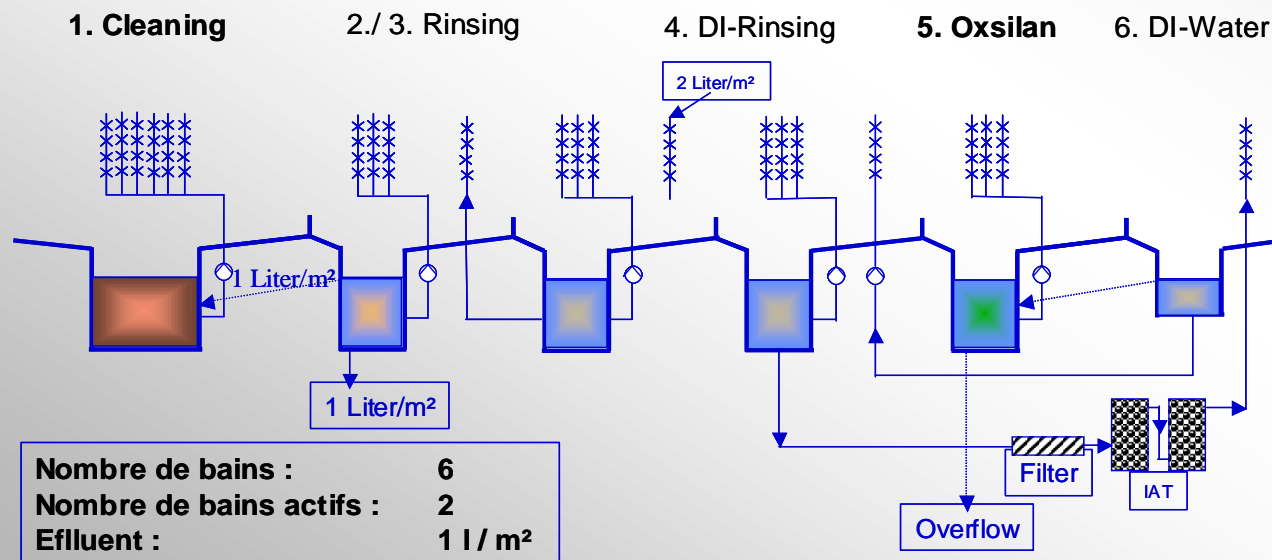 1. Cleaning
2./ 3. Rinsing
4. DI-Rinsing
5. Oxsilan
6. DI-Water
2 Liter/m²
1 Liter/m²
1 Liter/m²
Filter
IAT
Overflow
Nombre de bains : 6
Nombre de bains actifs : 2
Eflluent : 1 l / m²